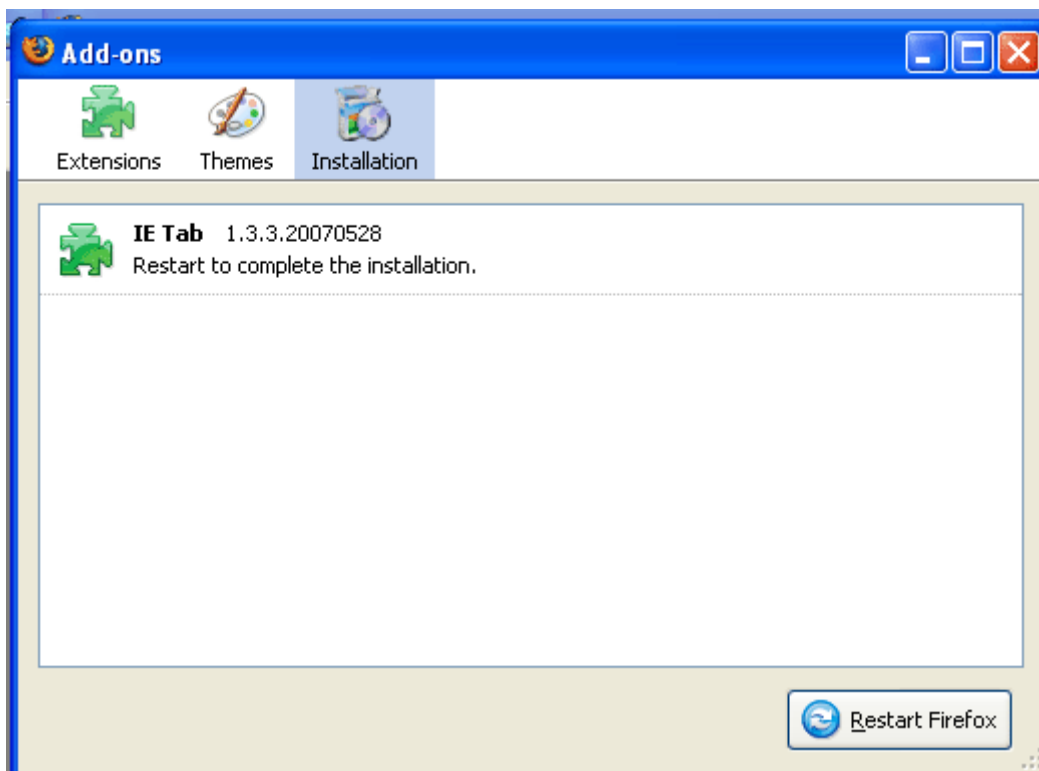 Add-ons
Extensions Themes Installation
IE Tab 1.3.3.20070528
Restart to complete the installation.
Restart Firefox